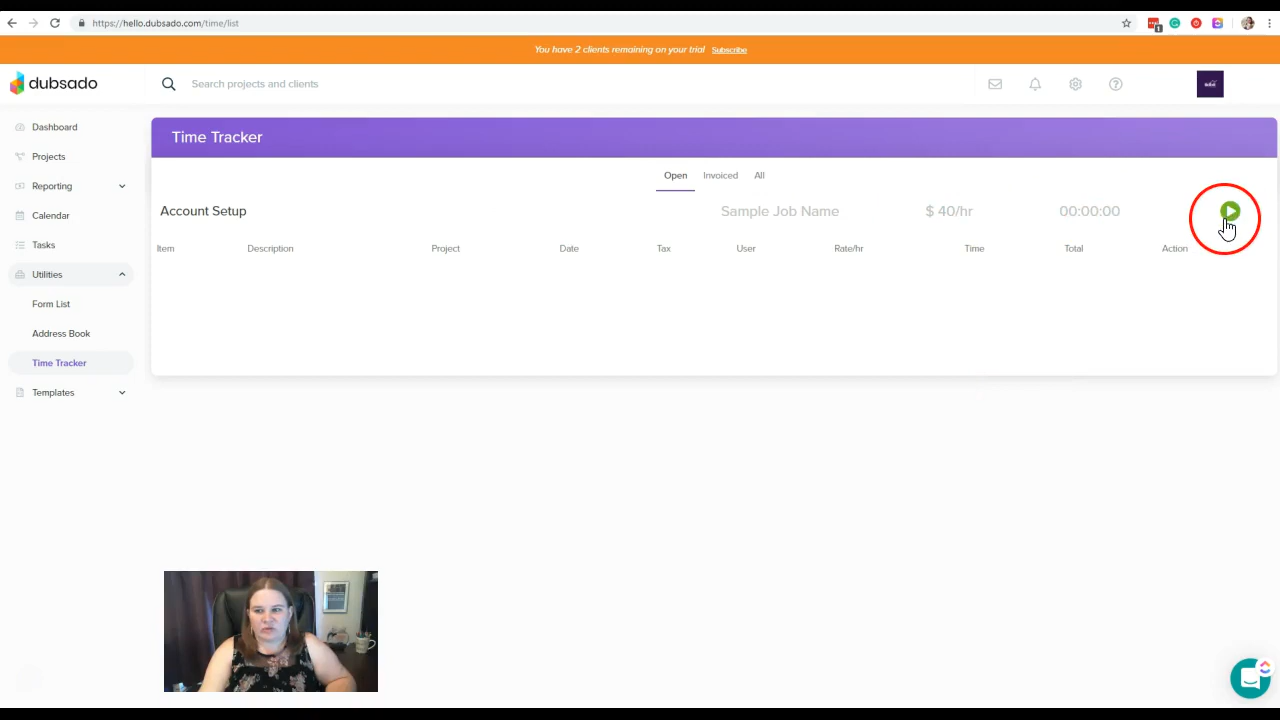 https://hello.dubsado.com/time/list
1
You have 2 clients remaining on your trial Subscribe
dubsado
Search projects and clients
Dashboard
Projects
Reporting
Calendar
Tasks
Utilities
Form List
Address Book
Time Tracker
Templates
Time Tracker
Open Invoiced All
Account Setup Sample Job Name $ 40/hr 00:00:00
Item Description Project Date Tax User Rate/hr Time Total Action